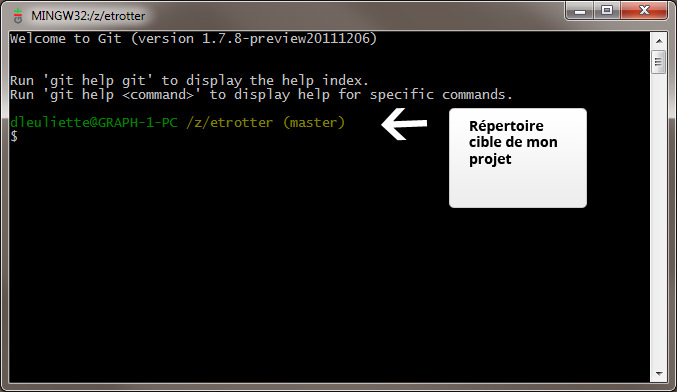 MINGW32:/z/etrotter
Welcome to Git (version 1.7.8-preview20111206)
Run 'git help git' to display the help index.
Run 'git help <command>' to display help for specific commands.
dleuliette@GRAPH-1-PC /z/etrotter (master)
$
Répertoire
cible de mon
projet